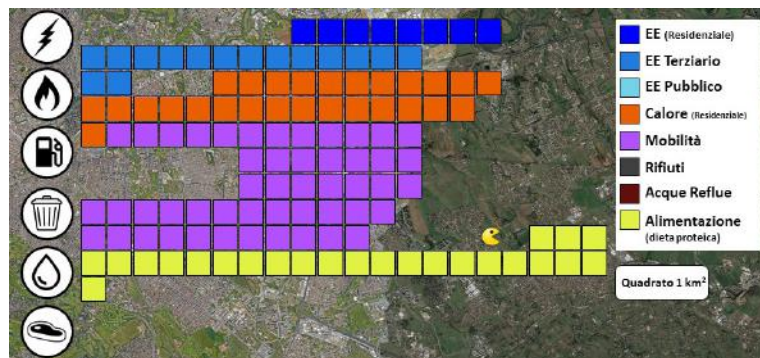 EE (Residenziale)
EE Terziario
EE Pubblico
Calore (Residenziale)
Mobilità
Rifiuti
Acque Reflue
Alimentazione
(dieta proteica)
Quadrato 1 km²